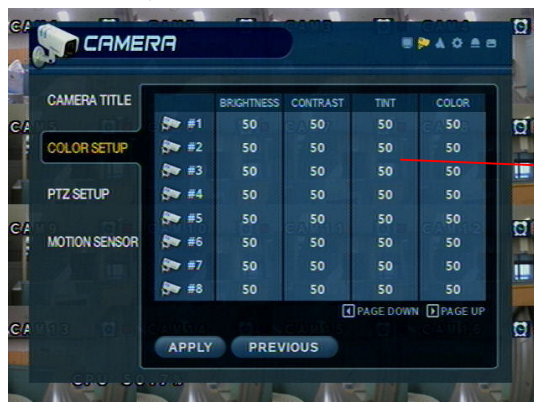 CAMERA
CAMERA TITLE
COLOR SETUP
PTZ SETUP
MOTION SENSOR
BRIGHTNESS CONTRAST TINT COLOR
#1 50 50 50 50
#2 50 50 50 50
#3 50 50 50 50
#4 50 50 50 50
#5 50 50 50 50
#6 50 50 50 50
#7 50 50 50 50
#8 50 50 50 50
PAGE DOWN PAGE UP
APPLY PREVIOUS